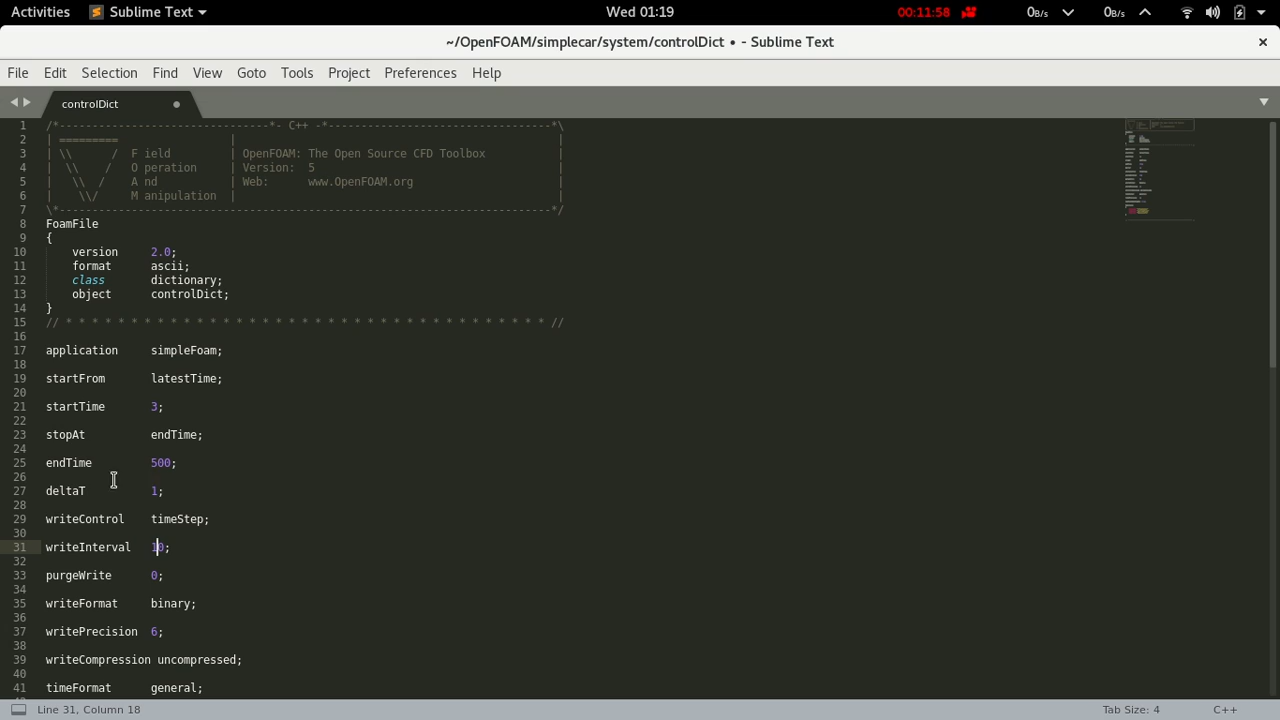 Activities Sublime Text Wed 01:19 00:11:58 0B/s 0B/s
~/OpenFOAM/simplecar/system/controlDict • - Sublime Text ×
File Edit Selection Find View Goto Tools Project Preferences Help
controlDict
1 /*--------------------------------*- C++ -*----------------------------------*\
2 | ========= | |
3 | \\ / F ield | OpenFOAM: The Open Source CFD Toolbox |
4 | \\ / O peration | Version: 5 |
5 | \\ / A nd | Web: www.OpenFOAM.org |
6 | \\/ M anipulation | |
7 \*---------------------------------------------------------------------------*/
8 FoamFile
9 {
10 version 2.0;
11 format ascii;
12 class dictionary;
13 object controlDict;
14 }
15 // * * * * * * * * * * * * * * * * * * * * * * * * * * * * * * * * * * * * * //
16
17 application simpleFoam;
18
19 startFrom latestTime;
20
21 startTime 3;
22
23 stopAt endTime;
24
25 endTime 500;
26
27 deltaT 1;
28
29 writeControl timeStep;
30
31 writeInterval 10;
32
33 purgeWrite 0;
34
35 writeFormat binary;
36
37 writePrecision 6;
38
39 writeCompression uncompressed;
40
41 timeFormat general;
Line 31, Column 18 Tab Size: 4 C++